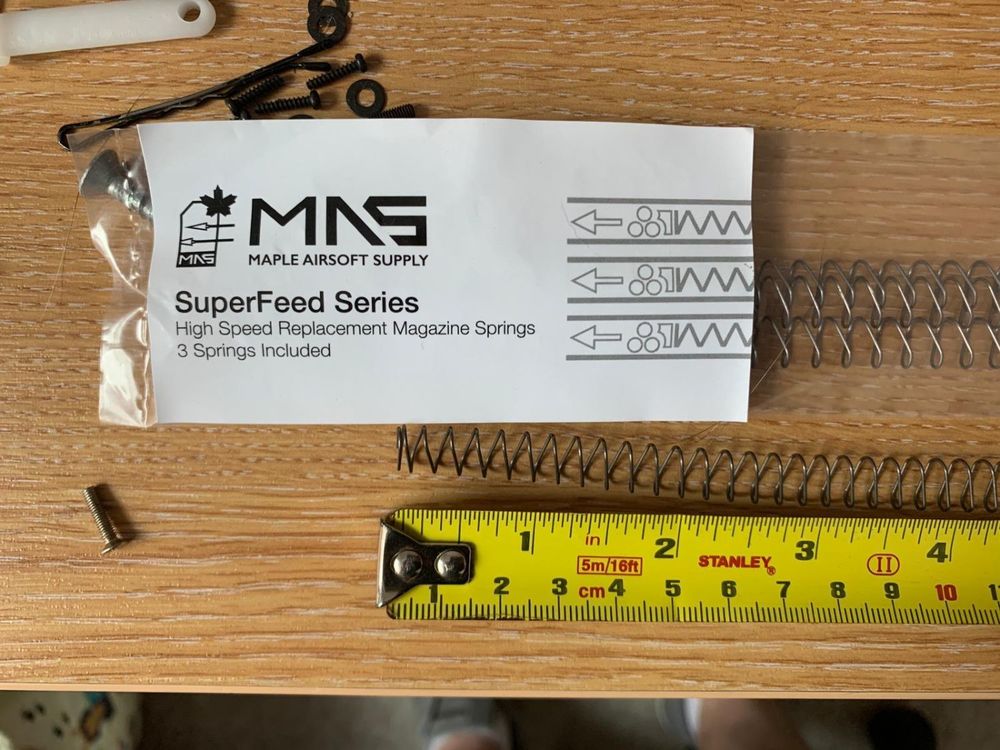 MAS
MAS
MAPLE AIRSOFT SUPPLY
SuperFeed Series
High Speed Replacement Magazine Springs
3 Springs Included
1 in 2 3 4
5m/16ft STANLEY II
1 2 3 cm 4 5 6 7 8 9 10